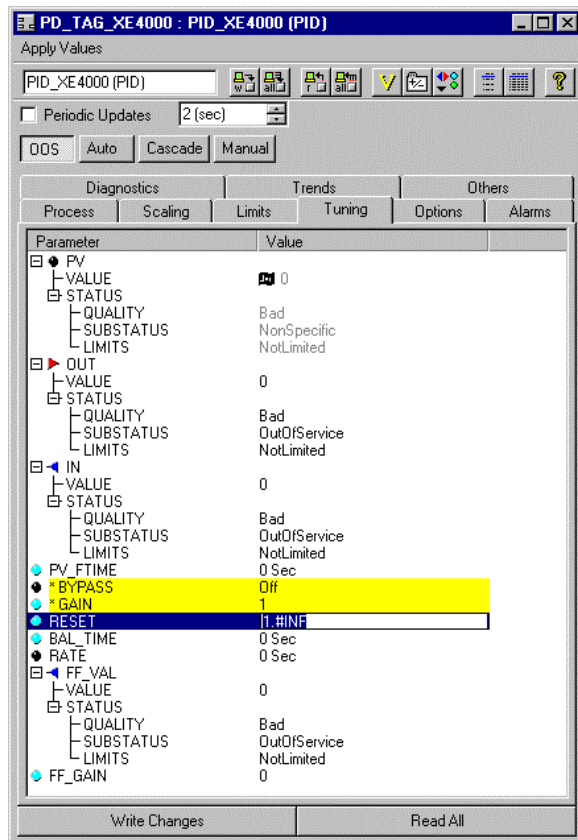 PD_TAG_XE4000 : PID_XE4000 (PID)
Apply Values
PID_XE4000 (PID)
Periodic Updates 2 (sec)
OOS Auto Cascade Manual
Diagnostics Trends Others
Process Scaling Limits Tuning Options Alarms
Parameter Value
PV
VALUE 0
STATUS
QUALITY Bad
SUBSTATUS NonSpecific
LIMITS NotLimited
OUT
VALUE 0
STATUS
QUALITY Bad
SUBSTATUS OutOfService
LIMITS NotLimited
IN
VALUE 0
STATUS
QUALITY Bad
SUBSTATUS OutOfService
LIMITS NotLimited
PV_FTIME 0 Sec
* BYPASS Off
* GAIN 1
RESET 1.#INF
BAL_TIME 0 Sec
RATE 0 Sec
FF_VAL
VALUE 0
STATUS
QUALITY Bad
SUBSTATUS OutOfService
LIMITS NotLimited
FF_GAIN 0
Write Changes Read All